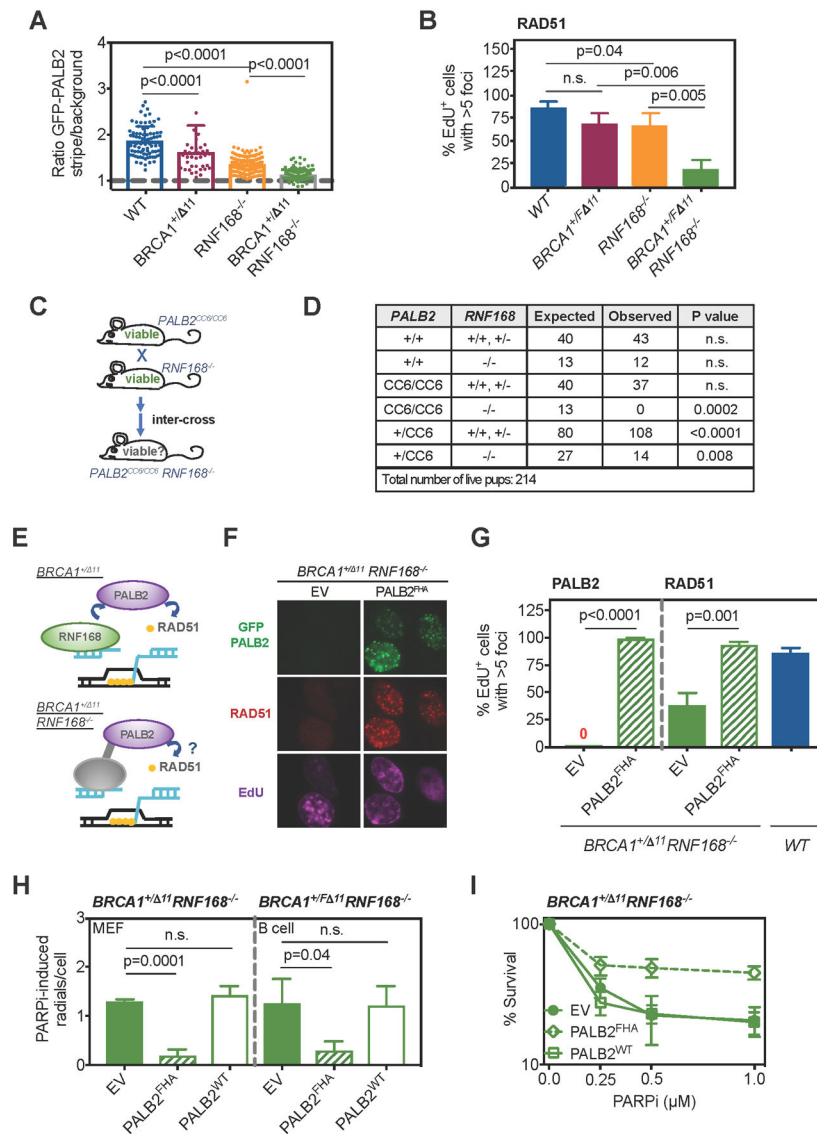 A
Ratio GFP-PALB2
stripe/background
4
3
2
1
p<0.0001
p<0.0001
p<0.0001
WT
BRCA1+/Δ11
RNF168-/-
BRCA1+/Δ11
RNF168-/-
B
RAD51
% EdU+ cells
with >5 foci
150
125
100
75
50
25
0
p=0.04
n.s.
p=0.006
p=0.005
WT
BRCA1+/FΔ11
RNF168-/-
BRCA1+/FΔ11
RNF168-/-
C
PALB2CC6/CC6
viable
X
RNF168-/-
viable
inter-cross
viable?
PALB2CC6/CC6 RNF168-/-
D
PALB2 RNF168 Expected Observed P value
+/+ +/+, +/- 40 43 n.s.
+/+ -/- 13 12 n.s.
CC6/CC6 +/+, +/- 40 37 n.s.
CC6/CC6 -/- 13 0 0.0002
+/CC6 +/+, +/- 80 108 <0.0001
+/CC6 -/- 27 14 0.008
Total number of live pups: 214
E
BRCA1+/Δ11
PALB2
RNF168
RAD51
BRCA1+/Δ11
RNF168-/-
PALB2
?
RAD51
F
BRCA1+/Δ11 RNF168-/-
EV PALB2FHA
GFP
PALB2
RAD51
EdU
G
PALB2 RAD51
% EdU+ cells
with >5 foci
125
100
75
50
25
0
p<0.0001 p=0.001
0
EV
PALB2FHA
EV
PALB2FHA
BRCA1+/Δ11RNF168-/- WT
H
BRCA1+/Δ11RNF168-/- BRCA1+/FΔ11RNF168-/-
PARPi-induced
radials/cell
3
2
1
0
MEF
B cell
n.s.
p=0.0001
n.s.
p=0.04
EV
PALB2FHA
PALB2WT
EV
PALB2FHA
PALB2WT
I
BRCA1+/Δ11RNF168-/-
% Survival
100
10
EV
PALB2FHA
PALB2WT
0.0 0.25 0.5 1.0
PARPi (µM)